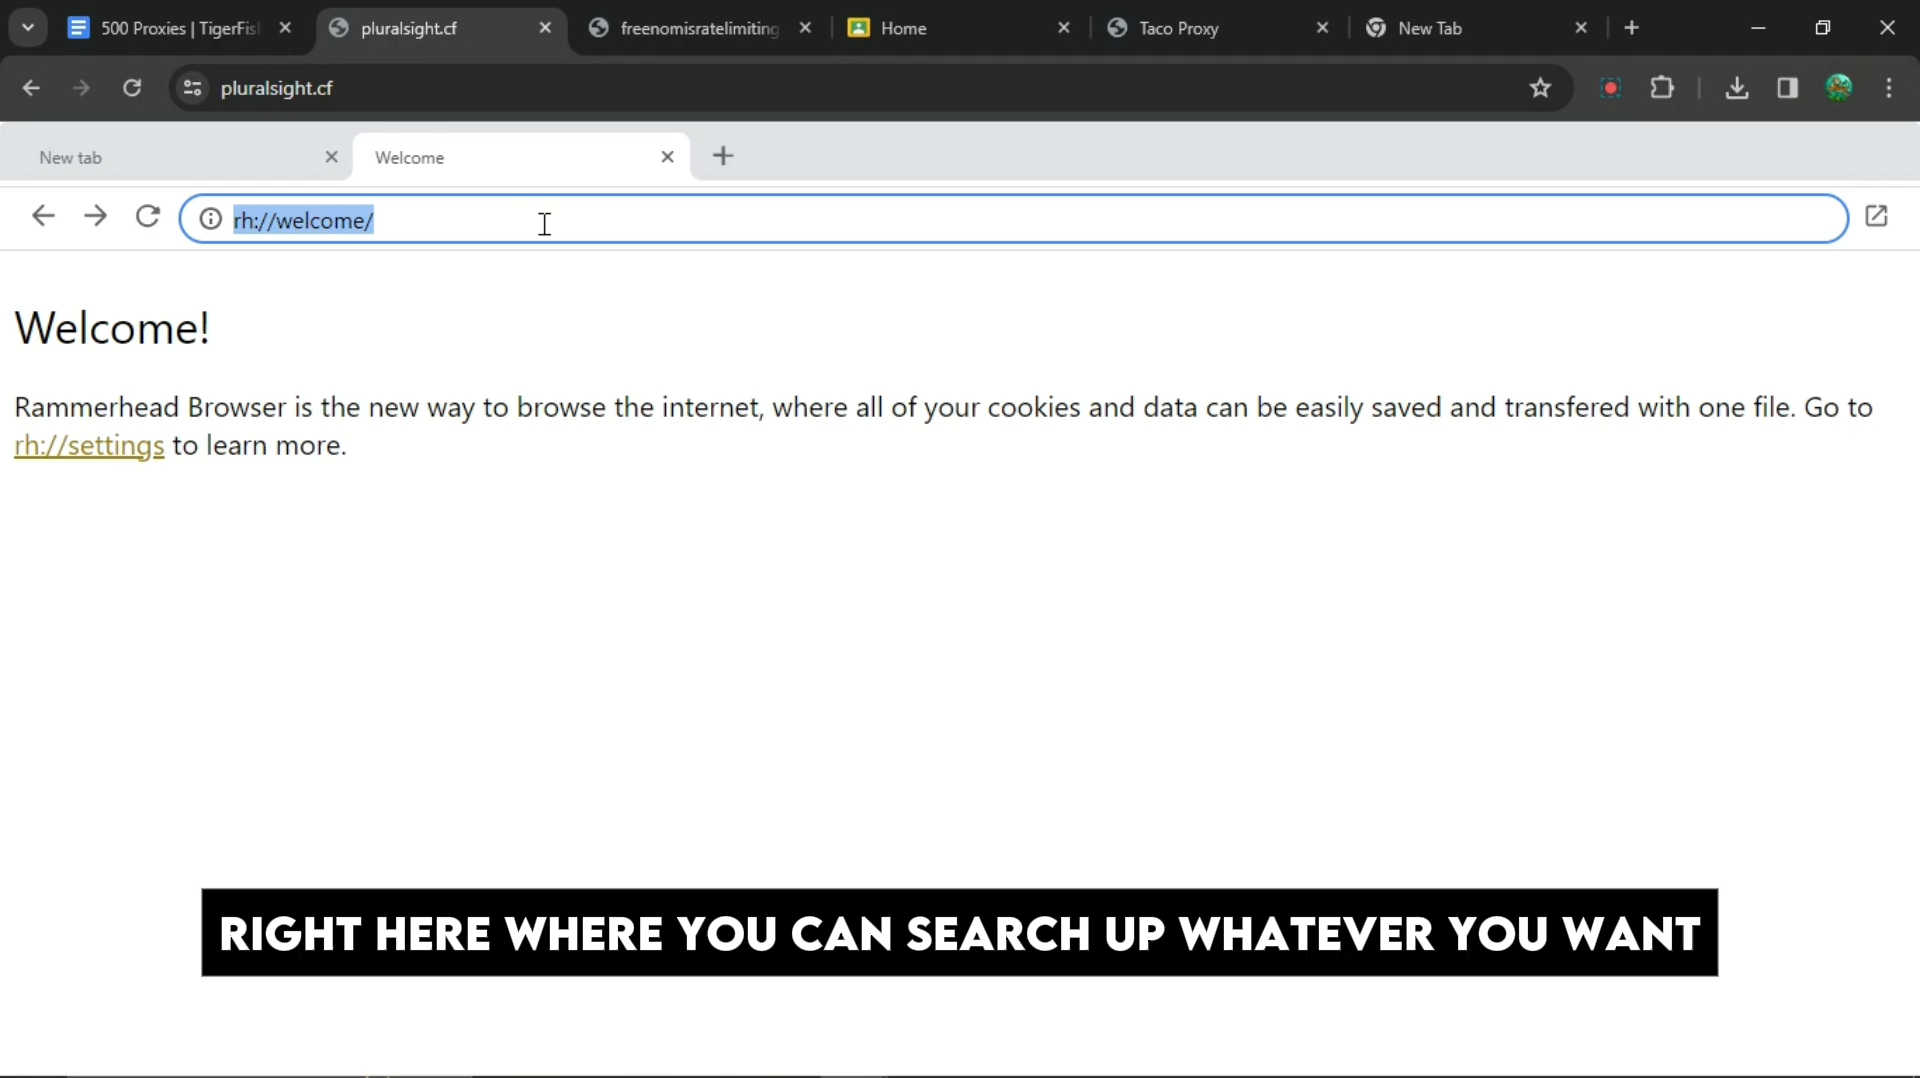 500 Proxies | TigerFis
pluralsight.cf
freenomisratelimiting
Home
Taco Proxy
New Tab
pluralsight.cf
New tab
Welcome
rh://welcome/
Welcome!
Rammerhead Browser is the new way to browse the internet, where all of your cookies and data can be easily saved and transfered with one file. Go to
rh://settings to learn more.
RIGHT HERE WHERE YOU CAN SEARCH UP WHATEVER YOU WANT